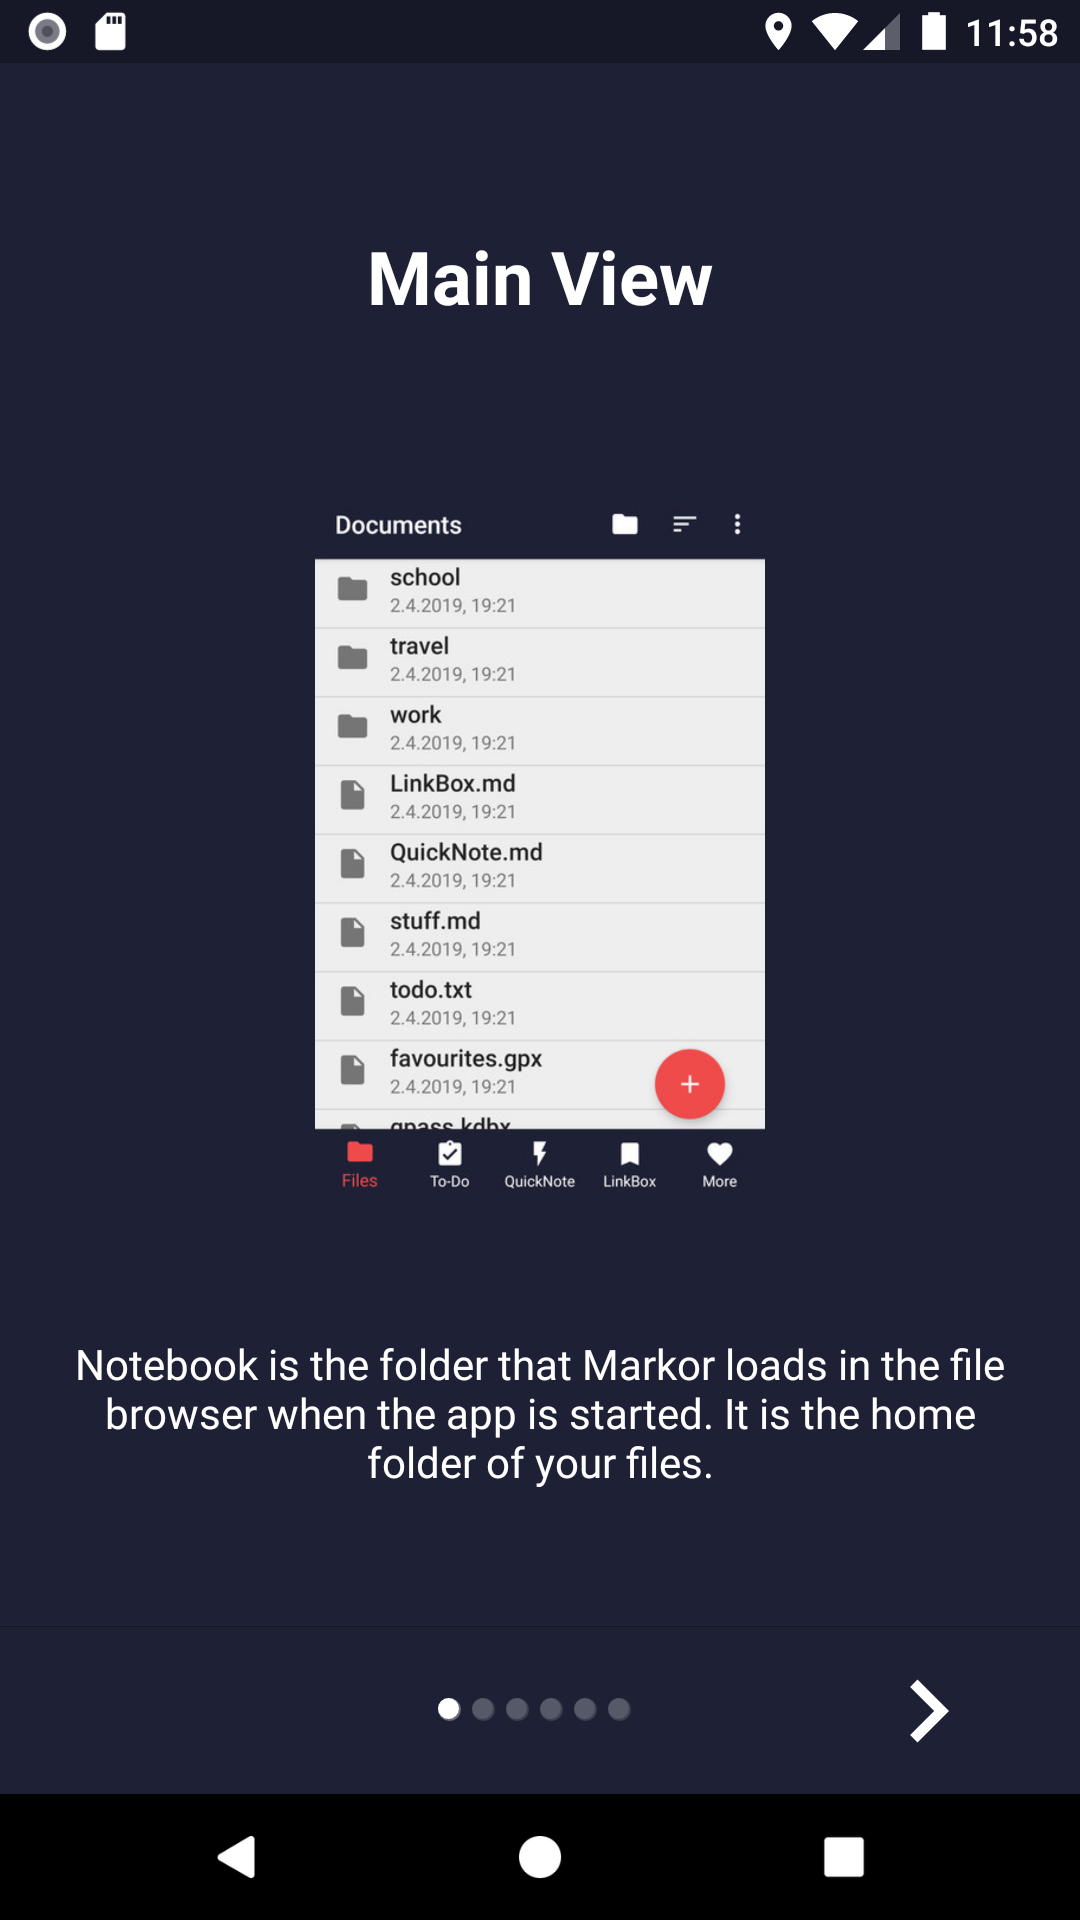 11:58
Main View
Documents
school
2.4.2019, 19:21
travel
2.4.2019, 19:21
work
2.4.2019, 19:21
LinkBox.md
2.4.2019, 19:21
QuickNote.md
2.4.2019, 19:21
stuff.md
2.4.2019, 19:21
todo.txt
2.4.2019, 19:21
favourites.gpx
2.4.2019, 19:21
gpass.kdbx
Files To-Do QuickNote LinkBox More
Notebook is the folder that Markor loads in the file
browser when the app is started. It is the home
folder of your files.